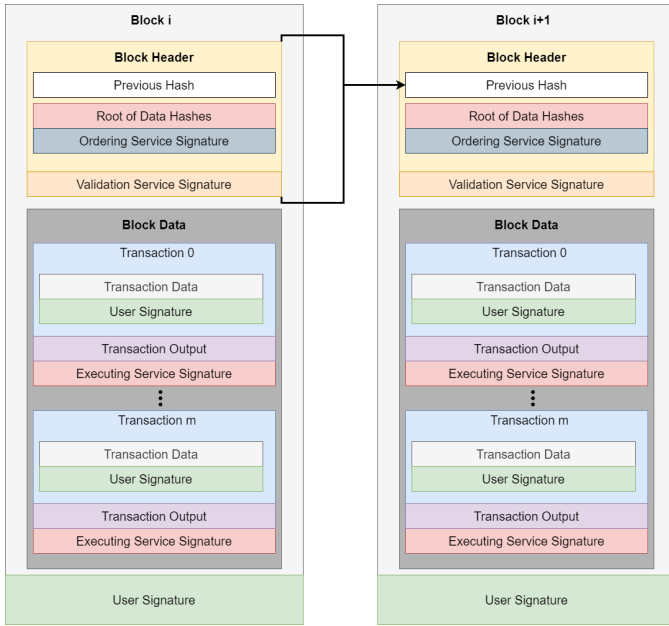 Block i
Block Header
Previous Hash
Root of Data Hashes
Ordering Service Signature
Validation Service Signature
Block Data
Transaction 0
Transaction Data
User Signature
Transaction Output
Executing Service Signature
Transaction m
Transaction Data
User Signature
Transaction Output
Executing Service Signature
User Signature
Block i+1
Block Header
Previous Hash
Root of Data Hashes
Ordering Service Signature
Validation Service Signature
Block Data
Transaction 0
Transaction Data
User Signature
Transaction Output
Executing Service Signature
Transaction m
Transaction Data
User Signature
Transaction Output
Executing Service Signature
User Signature